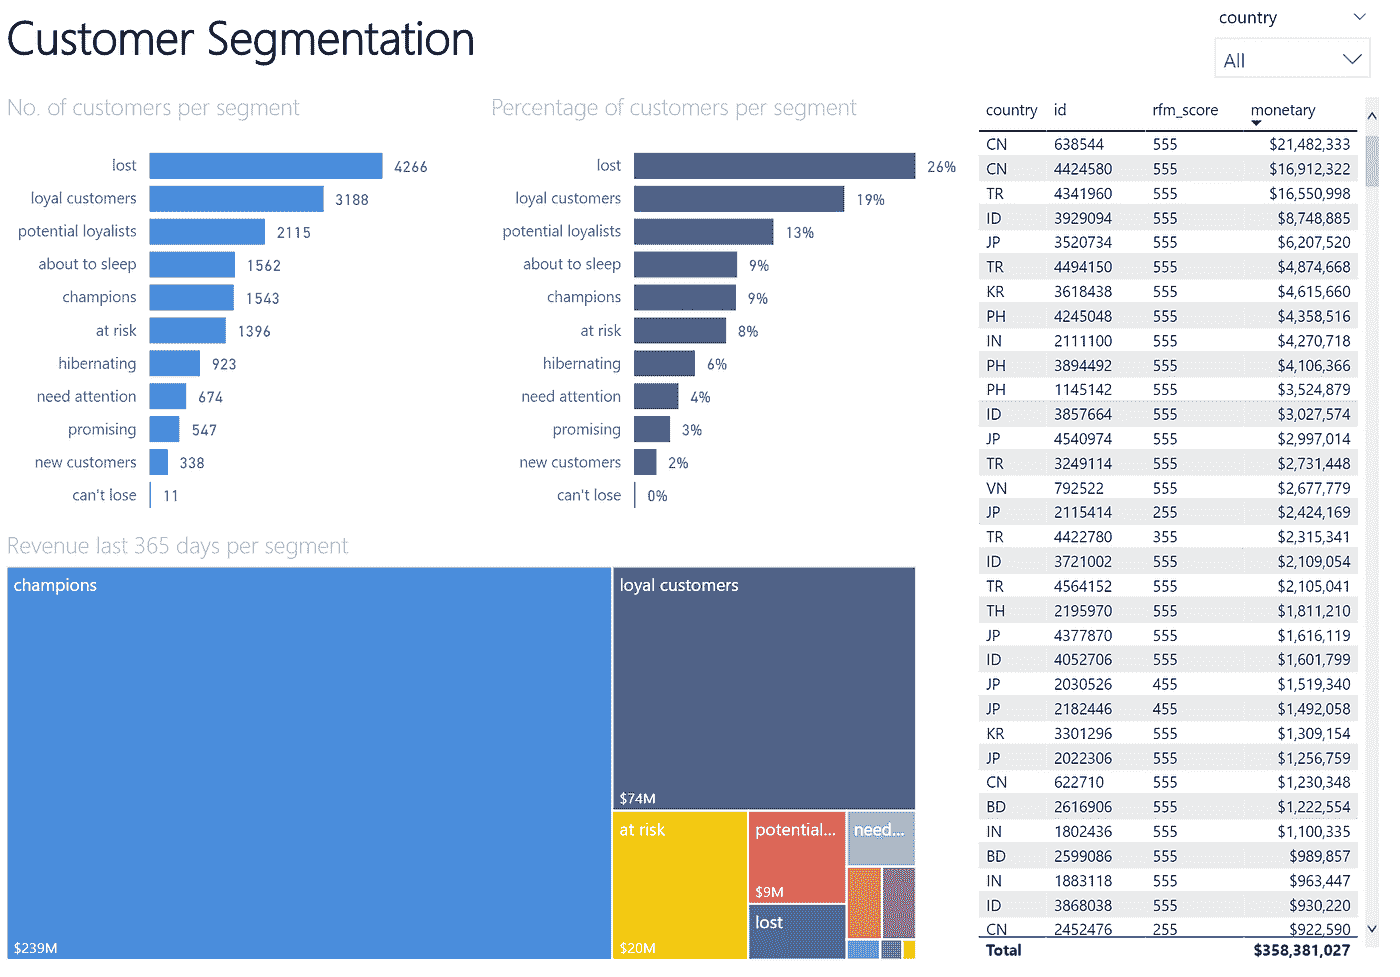 Customer Segmentation
country
All
No. of customers per segment
lost 4266
loyal customers 3188
potential loyalists 2115
about to sleep 1562
champions 1543
at risk 1396
hibernating 923
need attention 674
promising 547
new customers 338
can't lose 11
Percentage of customers per segment
lost 26%
loyal customers 19%
potential loyalists 13%
about to sleep 9%
champions 9%
at risk 8%
hibernating 6%
need attention 4%
promising 3%
new customers 2%
can't lose 0%
Revenue last 365 days per segment
champions
$239M
loyal customers
$74M
at risk
$20M
potential...
$9M
lost
need...
country id rfm_score monetary
CN 638544 555 $21,482,333
CN 4424580 555 $16,912,322
TR 4341960 555 $16,550,998
ID 3929094 555 $8,748,885
JP 3520734 555 $6,207,520
TR 4494150 555 $4,874,668
KR 3618438 555 $4,615,660
PH 4245048 555 $4,358,516
IN 2111100 555 $4,270,718
PH 3894492 555 $4,106,366
PH 1145142 555 $3,524,879
ID 3857664 555 $3,027,574
JP 4540974 555 $2,997,014
TR 3249114 555 $2,731,448
VN 792522 555 $2,677,779
JP 2115414 255 $2,424,169
TR 4422780 355 $2,315,341
ID 3721002 555 $2,109,054
TR 4564152 555 $2,105,041
TH 2195970 555 $1,811,210
JP 4377870 555 $1,616,119
ID 4052706 555 $1,601,799
JP 2030526 455 $1,519,340
JP 2182446 455 $1,492,058
KR 3301296 555 $1,309,154
JP 2022306 555 $1,256,759
CN 622710 555 $1,230,348
BD 2616906 555 $1,222,554
IN 1802436 555 $1,100,335
BD 2599086 555 $989,857
IN 1883118 555 $963,447
ID 3868038 555 $930,220
CN 2452476 255 $922,590
Total $358,381,027